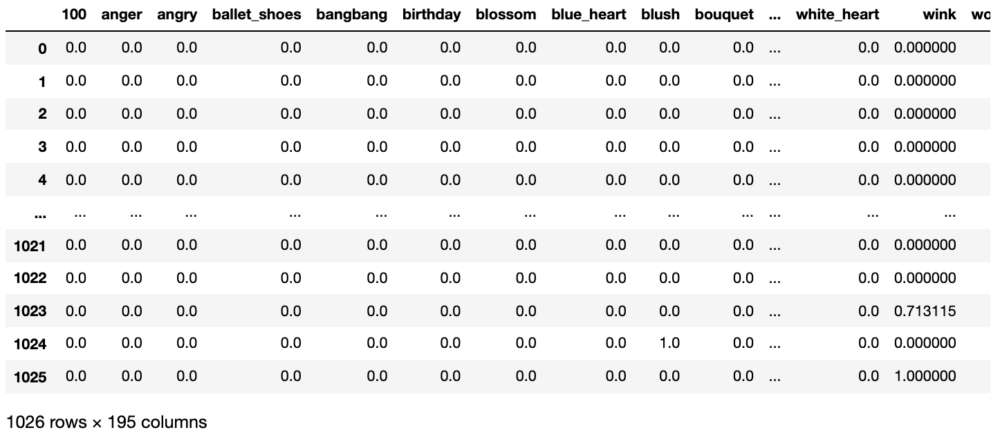 100 anger angry ballet_shoes bangbang birthday blossom blue_heart blush bouquet ... white_heart wink
0 0.0 0.0 0.0 0.0 0.0 0.0 0.0 0.0 0.0 0.0 ... 0.0 0.000000
1 0.0 0.0 0.0 0.0 0.0 0.0 0.0 0.0 0.0 0.0 ... 0.0 0.000000
2 0.0 0.0 0.0 0.0 0.0 0.0 0.0 0.0 0.0 0.0 ... 0.0 0.000000
3 0.0 0.0 0.0 0.0 0.0 0.0 0.0 0.0 0.0 0.0 ... 0.0 0.000000
4 0.0 0.0 0.0 0.0 0.0 0.0 0.0 0.0 0.0 0.0 ... 0.0 0.000000
... ... ... ... ... ... ... ... ... ... ... ... ... ...
1021 0.0 0.0 0.0 0.0 0.0 0.0 0.0 0.0 0.0 0.0 ... 0.0 0.000000
1022 0.0 0.0 0.0 0.0 0.0 0.0 0.0 0.0 0.0 0.0 ... 0.0 0.000000
1023 0.0 0.0 0.0 0.0 0.0 0.0 0.0 0.0 0.0 0.0 ... 0.0 0.713115
1024 0.0 0.0 0.0 0.0 0.0 0.0 0.0 0.0 1.0 0.0 ... 0.0 0.000000
1025 0.0 0.0 0.0 0.0 0.0 0.0 0.0 0.0 0.0 0.0 ... 0.0 1.000000
1026 rows × 195 columns